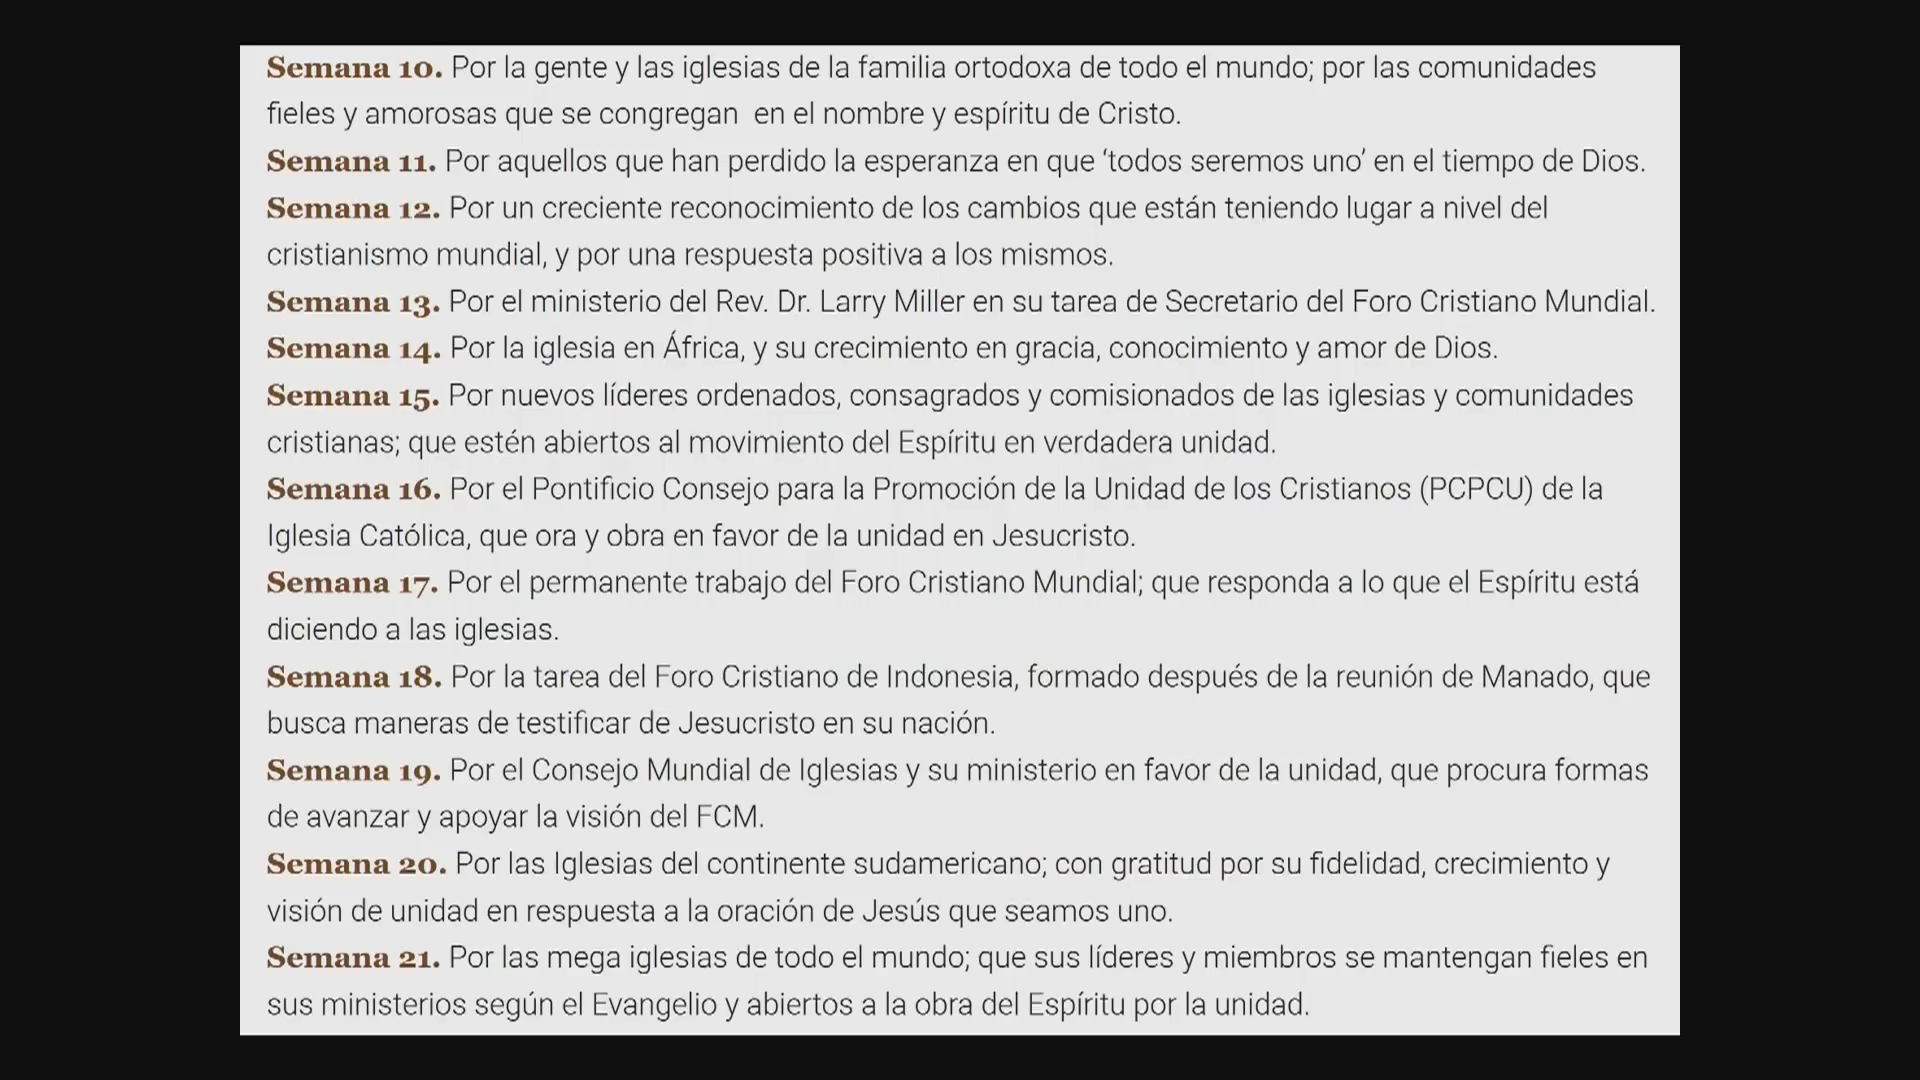 Semana 10. Por la gente y las iglesias de la familia ortodoxa de todo el mundo; por las comunidades
fieles y amorosas que se congregan  en el nombre y espíritu de Cristo.
Semana 11. Por aquellos que han perdido la esperanza en que ‘todos seremos uno’ en el tiempo de Dios.
Semana 12. Por un creciente reconocimiento de los cambios que están teniendo lugar a nivel del
cristianismo mundial, y por una respuesta positiva a los mismos.
Semana 13. Por el ministerio del Rev. Dr. Larry Miller en su tarea de Secretario del Foro Cristiano Mundial.
Semana 14. Por la iglesia en África, y su crecimiento en gracia, conocimiento y amor de Dios.
Semana 15. Por nuevos líderes ordenados, consagrados y comisionados de las iglesias y comunidades
cristianas; que estén abiertos al movimiento del Espíritu en verdadera unidad.
Semana 16. Por el Pontificio Consejo para la Promoción de la Unidad de los Cristianos (PCPCU) de la
Iglesia Católica, que ora y obra en favor de la unidad en Jesucristo.
Semana 17. Por el permanente trabajo del Foro Cristiano Mundial; que responda a lo que el Espíritu está
diciendo a las iglesias.
Semana 18. Por la tarea del Foro Cristiano de Indonesia, formado después de la reunión de Manado, que
busca maneras de testificar de Jesucristo en su nación.
Semana 19. Por el Consejo Mundial de Iglesias y su ministerio en favor de la unidad, que procura formas
de avanzar y apoyar la visión del FCM.
Semana 20. Por las Iglesias del continente sudamericano; con gratitud por su fidelidad, crecimiento y
visión de unidad en respuesta a la oración de Jesús que seamos uno.
Semana 21. Por las mega iglesias de todo el mundo; que sus líderes y miembros se mantengan fieles en
sus ministerios según el Evangelio y abiertos a la obra del Espíritu por la unidad.